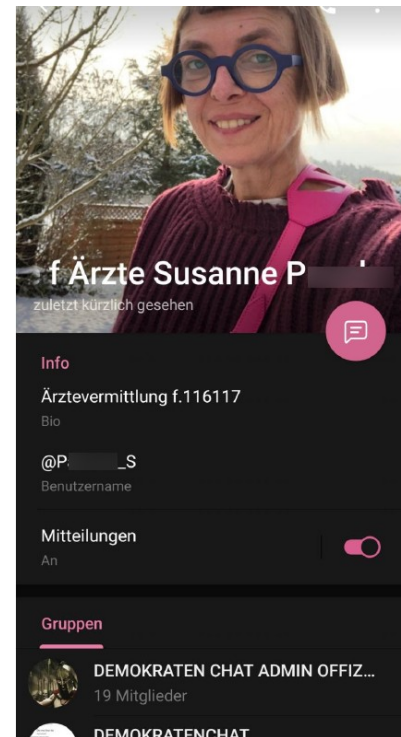 f Ärzte Susanne P
zuletzt kürzlich gesehen
Info
Ärztevermittlung f.116117
Bio
@P _S
Benutzername
Mitteilungen
An
Gruppen
DEMOKRATEN CHAT ADMIN OFFIZ...
19 Mitglieder
DEMOKRATENCHAT